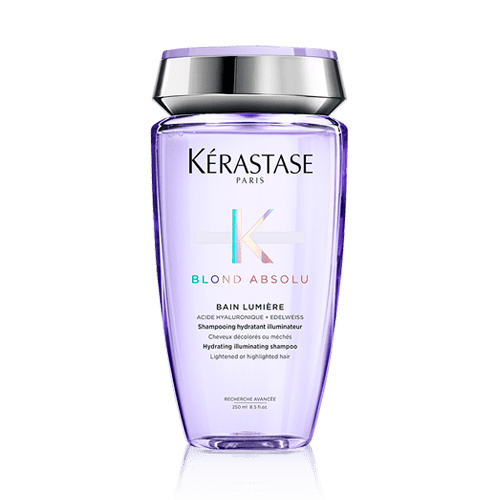 KÉRASTASE
PARIS
K
BLOND ABSOLU
BAIN LUMIÈRE
ACIDE HYALURONIQUE + EDELWEISS
Shampooing hydratant illuminateur
Cheveux décolorés ou méchés
Hydrating illuminating shampoo
Lightened or highlighted hair
RECHERCHE AVANCÉE
250 ml 8.5 fl.oz.